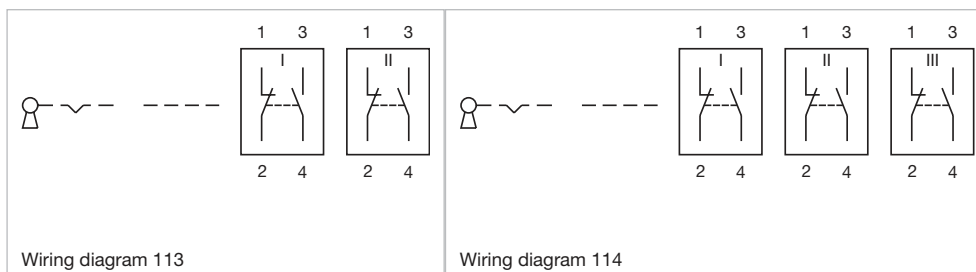 1 3 1 3
I II
2 4 2 4
Wiring diagram 113
1 3 1 3 1 3
I II III
2 4 2 4 2 4
Wiring diagram 114